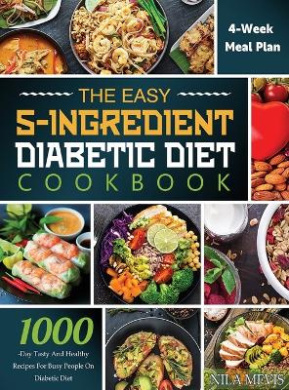 4-Week
Meal Plan
THE EASY
5-INGREDIENT
DIABETIC DIET
COOKBOOK
1000
-Day Tasty And Healthy
Recipes For Busy People On
Diabetic Diet
NILA MEVIS